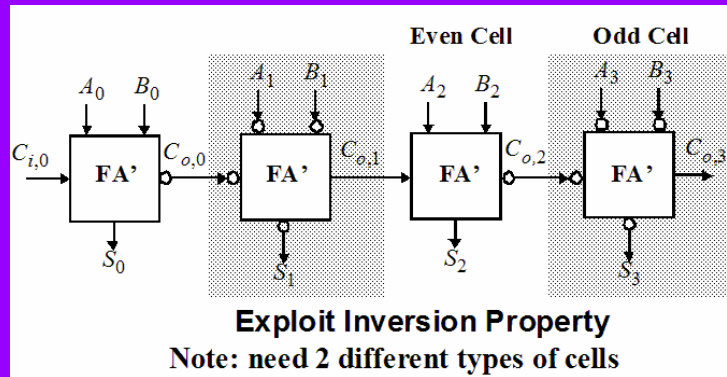 Even Cell Odd Cell
A0 B0 A1 B1 A2 B2 A3 B3
Ci,0 FA’ Co,0 FA’ Co,1 FA’ Co,2 FA’ Co,3
S0 S1 S2 S3
Exploit Inversion Property
Note: need 2 different types of cells